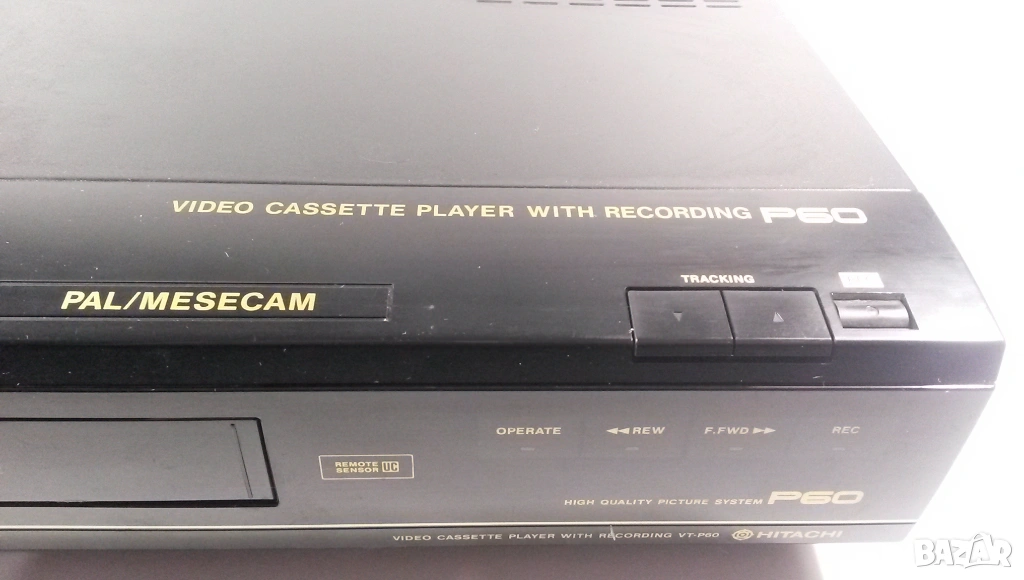 VIDEO CASSETTE PLAYER WITH RECORDING P60
TRACKING
PAL/MESECAM
OPERATE ◀◀REW F.FWD▶▶ REC
REMOTE
SENSOR UC
HIGH QUALITY PICTURE SYSTEM P60
VIDEO CASSETTE PLAYER WITH RECORDING VT-P60 HITACHI
BAZAR